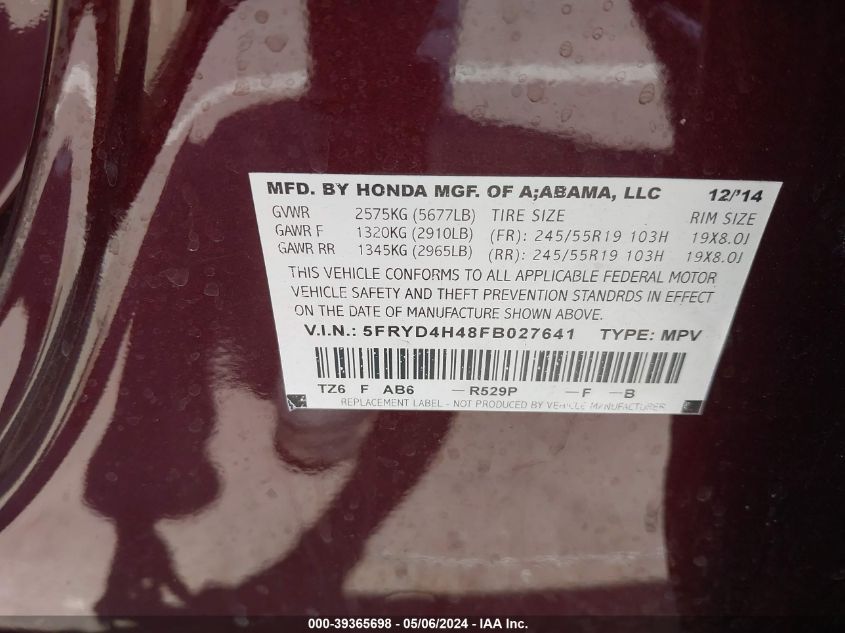 MFD. BY HONDA MGF. OF A;ABAMA, LLC 12/'14
GVWR 2575KG (5677LB) TIRE SIZE RIM SIZE
GAWR F 1320KG (2910LB) (FR): 245/55R19 103H 19X8.0J
GAWR RR 1345KG (2965LB) (RR): 245/55R19 103H 19X8.0J
THIS VEHICLE CONFORMS TO ALL APPLICABLE FEDERAL MOTOR
VEHICLE SAFETY AND THEFT PREVENTION STANDRDS IN EFFECT
ON THE DATE OF MANUFACTURE SHOWN ABOVE.
V.I.N.: 5FRYD4H48FB027641 TYPE: MPV
TZ6 F AB6 —R529P —F —B
REPLACEMENT LABEL - NOT PRODUCED BY VEHICLE MANUFACTURER
000-39365698 - 05/06/2024 - IAA Inc.